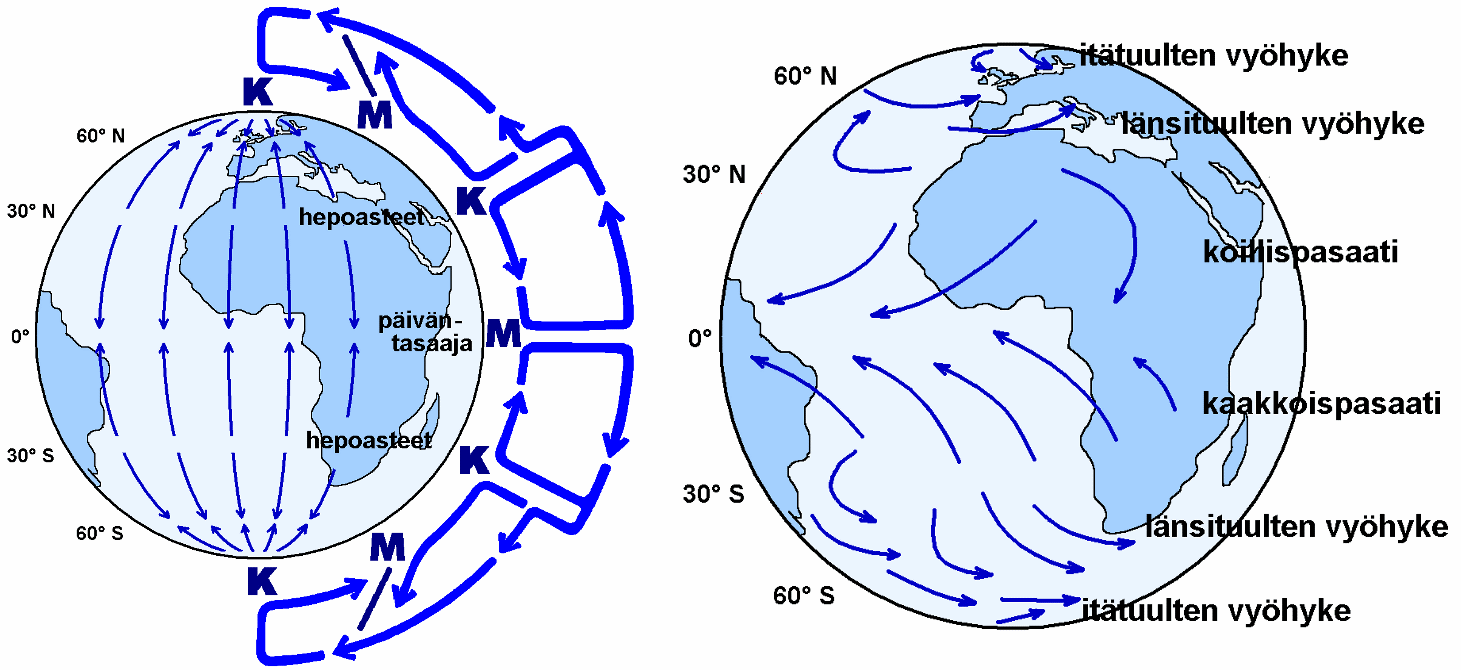 K
M
60° N
K
30° N
hepoasteet
päivän-
tasaaja
0°
M
hepoasteet
K
30° S
60° S
M
K
itätuulten vyöhyke
60° N
länsituulten vyöhyke
30° N
koillispasaati
0°
kaakkoispasaati
30° S
länsituulten vyöhyke
60° S
itätuulten vyöhyke